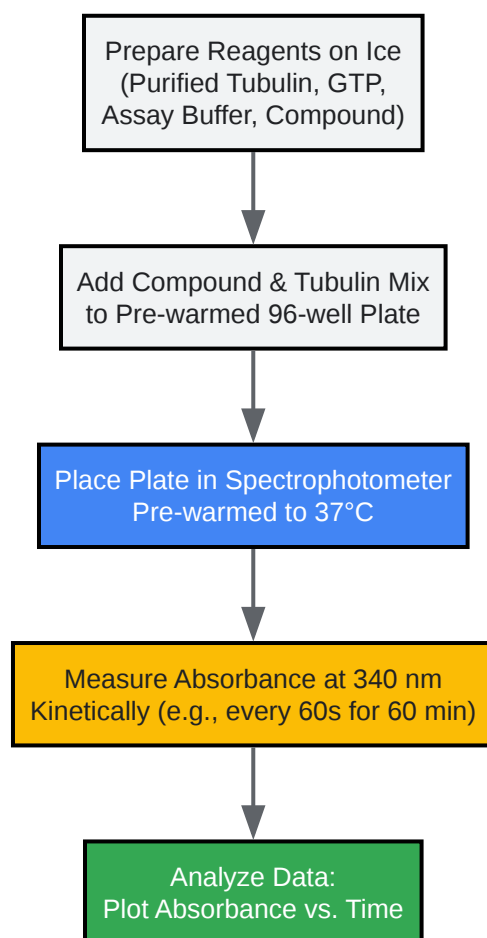 Prepare Reagents on Ice
(Purified Tubulin, GTP,
Assay Buffer, Compound)
Add Compound & Tubulin Mix
to Pre-warmed 96-well Plate
Place Plate in Spectrophotometer
Pre-warmed to 37°C
Measure Absorbance at 340 nm
Kinetically (e.g., every 60s for 60 min)
Analyze Data:
Plot Absorbance vs. Time